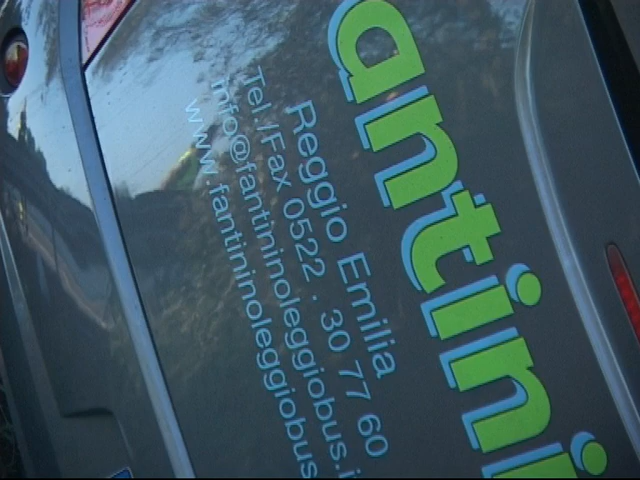 antini
Reggio Emilia
Tel./Fax 0522 . 30 77 60
info@fantininoleggiobus.i
www.fantininoleggiobus